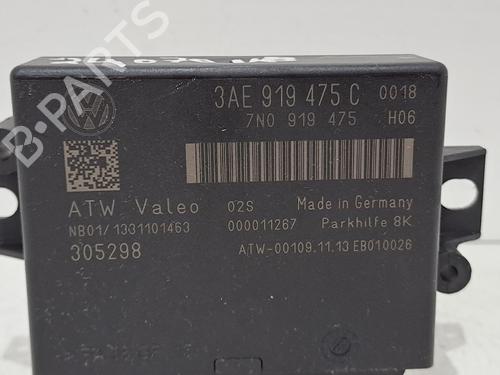 3AE 919 475 C 0018
7N0 919 475 H06
ATW Valeo 02S Made in Germany
NB01/1331101463 000011267 Parkhilfe 8K
305298 ATW-00109.11.13 EB010026
B-PARTS